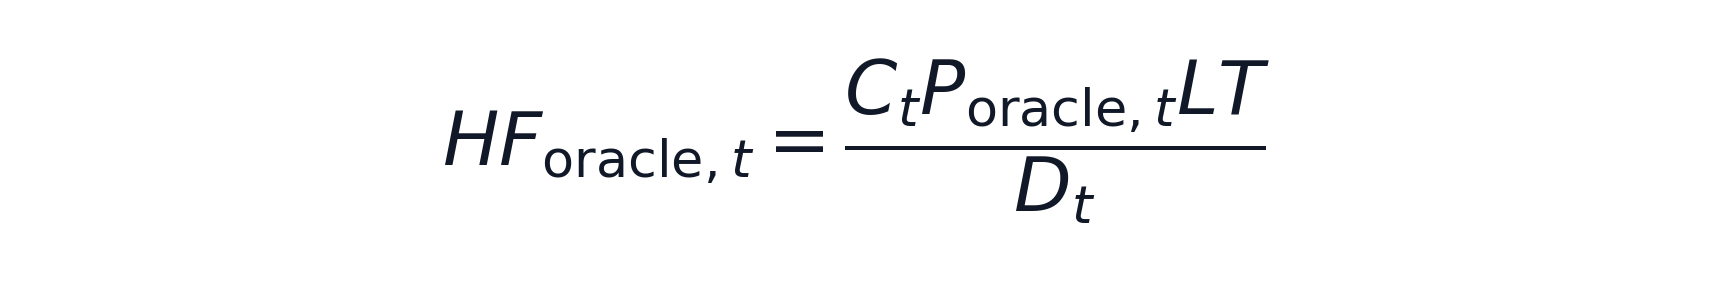 HF_{oracle, t} = \frac{C_t P_{oracle, t} LT}{D_t}